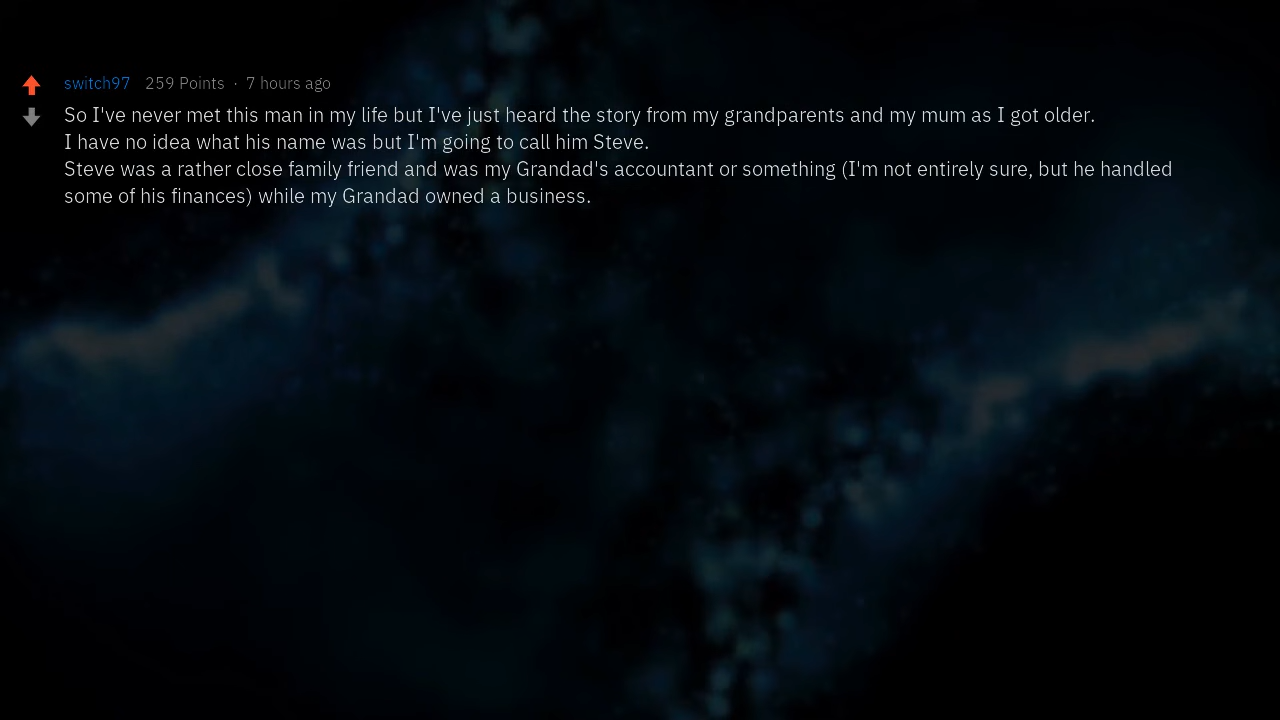 switch97 259 Points · 7 hours ago
So I've never met this man in my life but I've just heard the story from my grandparents and my mum as I got older.
I have no idea what his name was but I'm going to call him Steve.
Steve was a rather close family friend and was my Grandad's accountant or something (I'm not entirely sure, but he handled
some of his finances) while my Grandad owned a business.